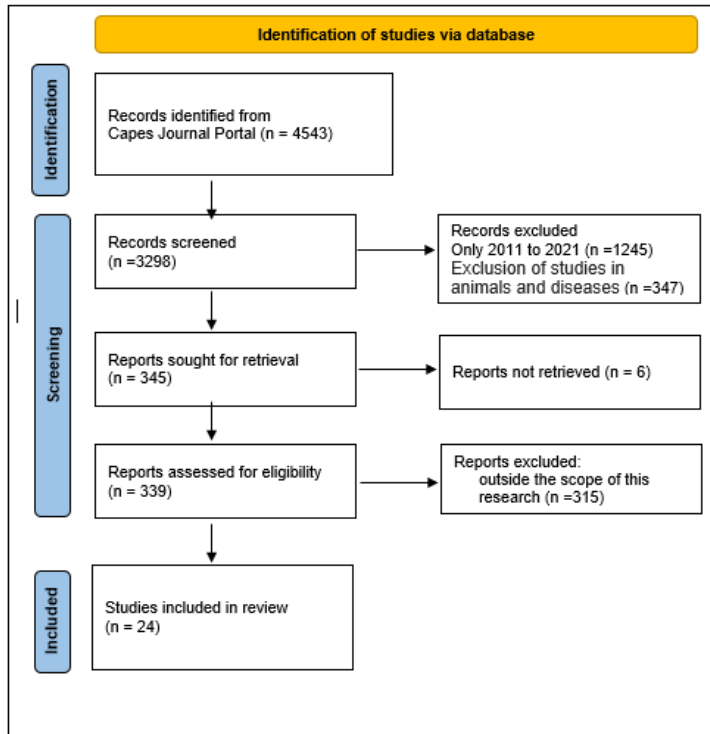 Identification of studies via database
Identification
Records identified from
Capes Journal Portal (n = 4543)
Screening
Records screened
(n =3298)
Records excluded
Only 2011 to 2021 (n =1245)
Exclusion of studies in
animals and diseases (n =347)
Reports sought for retrieval
(n = 345)
Reports not retrieved (n = 6)
Reports assessed for eligibility
(n = 339)
Reports excluded:
outside the scope of this
research (n =315)
Included
Studies included in review
(n = 24)